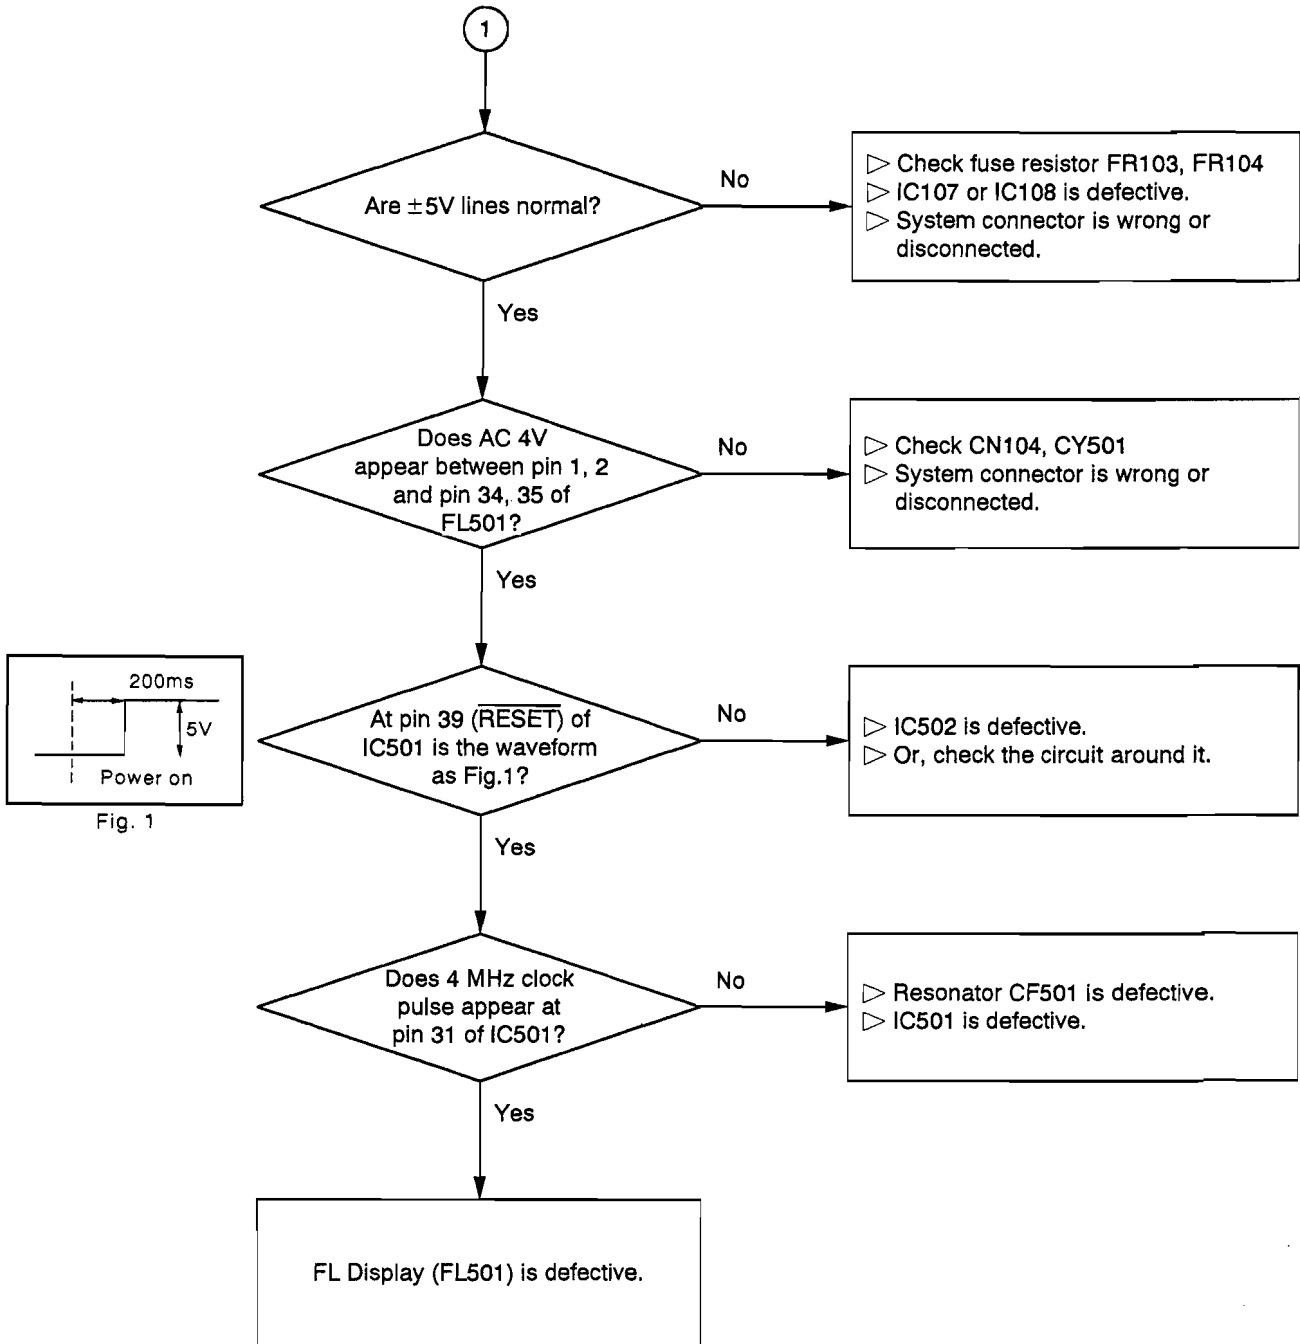 1
Are ±5V lines normal?
No
▷ Check fuse resistor FR103, FR104
▷ IC107 or IC108 is defective.
▷ System connector is wrong or
disconnected.
Yes
Does AC 4V
appear between pin 1, 2
and pin 34, 35 of
FL501?
No
▷ Check CN104, CY501
▷ System connector is wrong or
disconnected.
Yes
200ms
5V
Power on
Fig. 1
At pin 39 (R̅E̅S̅E̅T̅) of
IC501 is the waveform
as Fig.1?
No
▷ IC502 is defective.
▷ Or, check the circuit around it.
Yes
Does 4 MHz clock
pulse appear at
pin 31 of IC501?
No
▷ Resonator CF501 is defective.
▷ IC501 is defective.
Yes
FL Display (FL501) is defective.